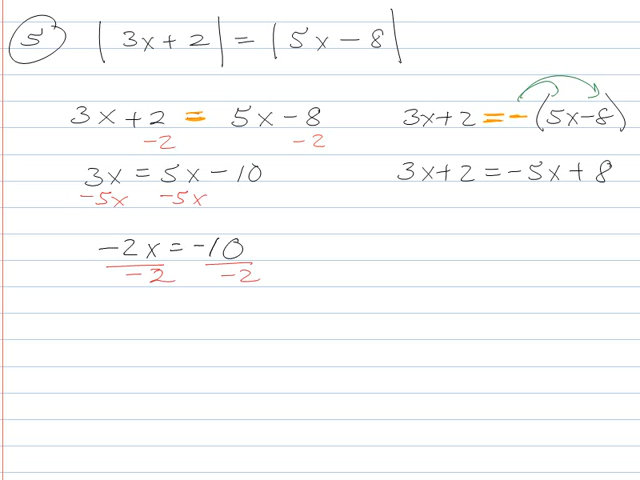 5 |3x+2| = |5x-8|
3x+2 = 5x-8
-2 -2
3x = 5x-10
-5x -5x
-2x = -10
-2 -2
3x+2 = -(5x-8)
3x+2 = -5x+8